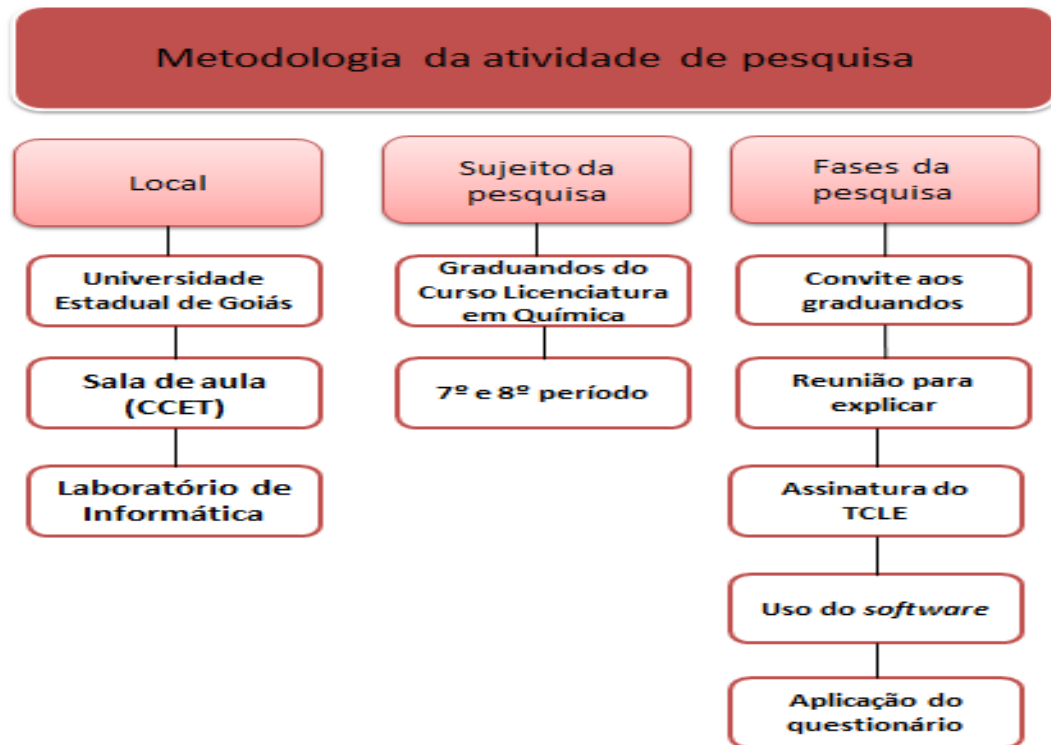 Metodologia da atividade de pesquisa
Local
Universidade
Estadual de Goiás
Sala de aula
(CCET)
Laboratório de
Informática
Sujeito da
pesquisa
Graduandos do
Curso Licenciatura
em Química
7º e 8º período
Fases da
pesquisa
Convite aos
graduandos
Reunião para
explicar
Assinatura do
TCLE
Uso do software
Aplicação do
questionário